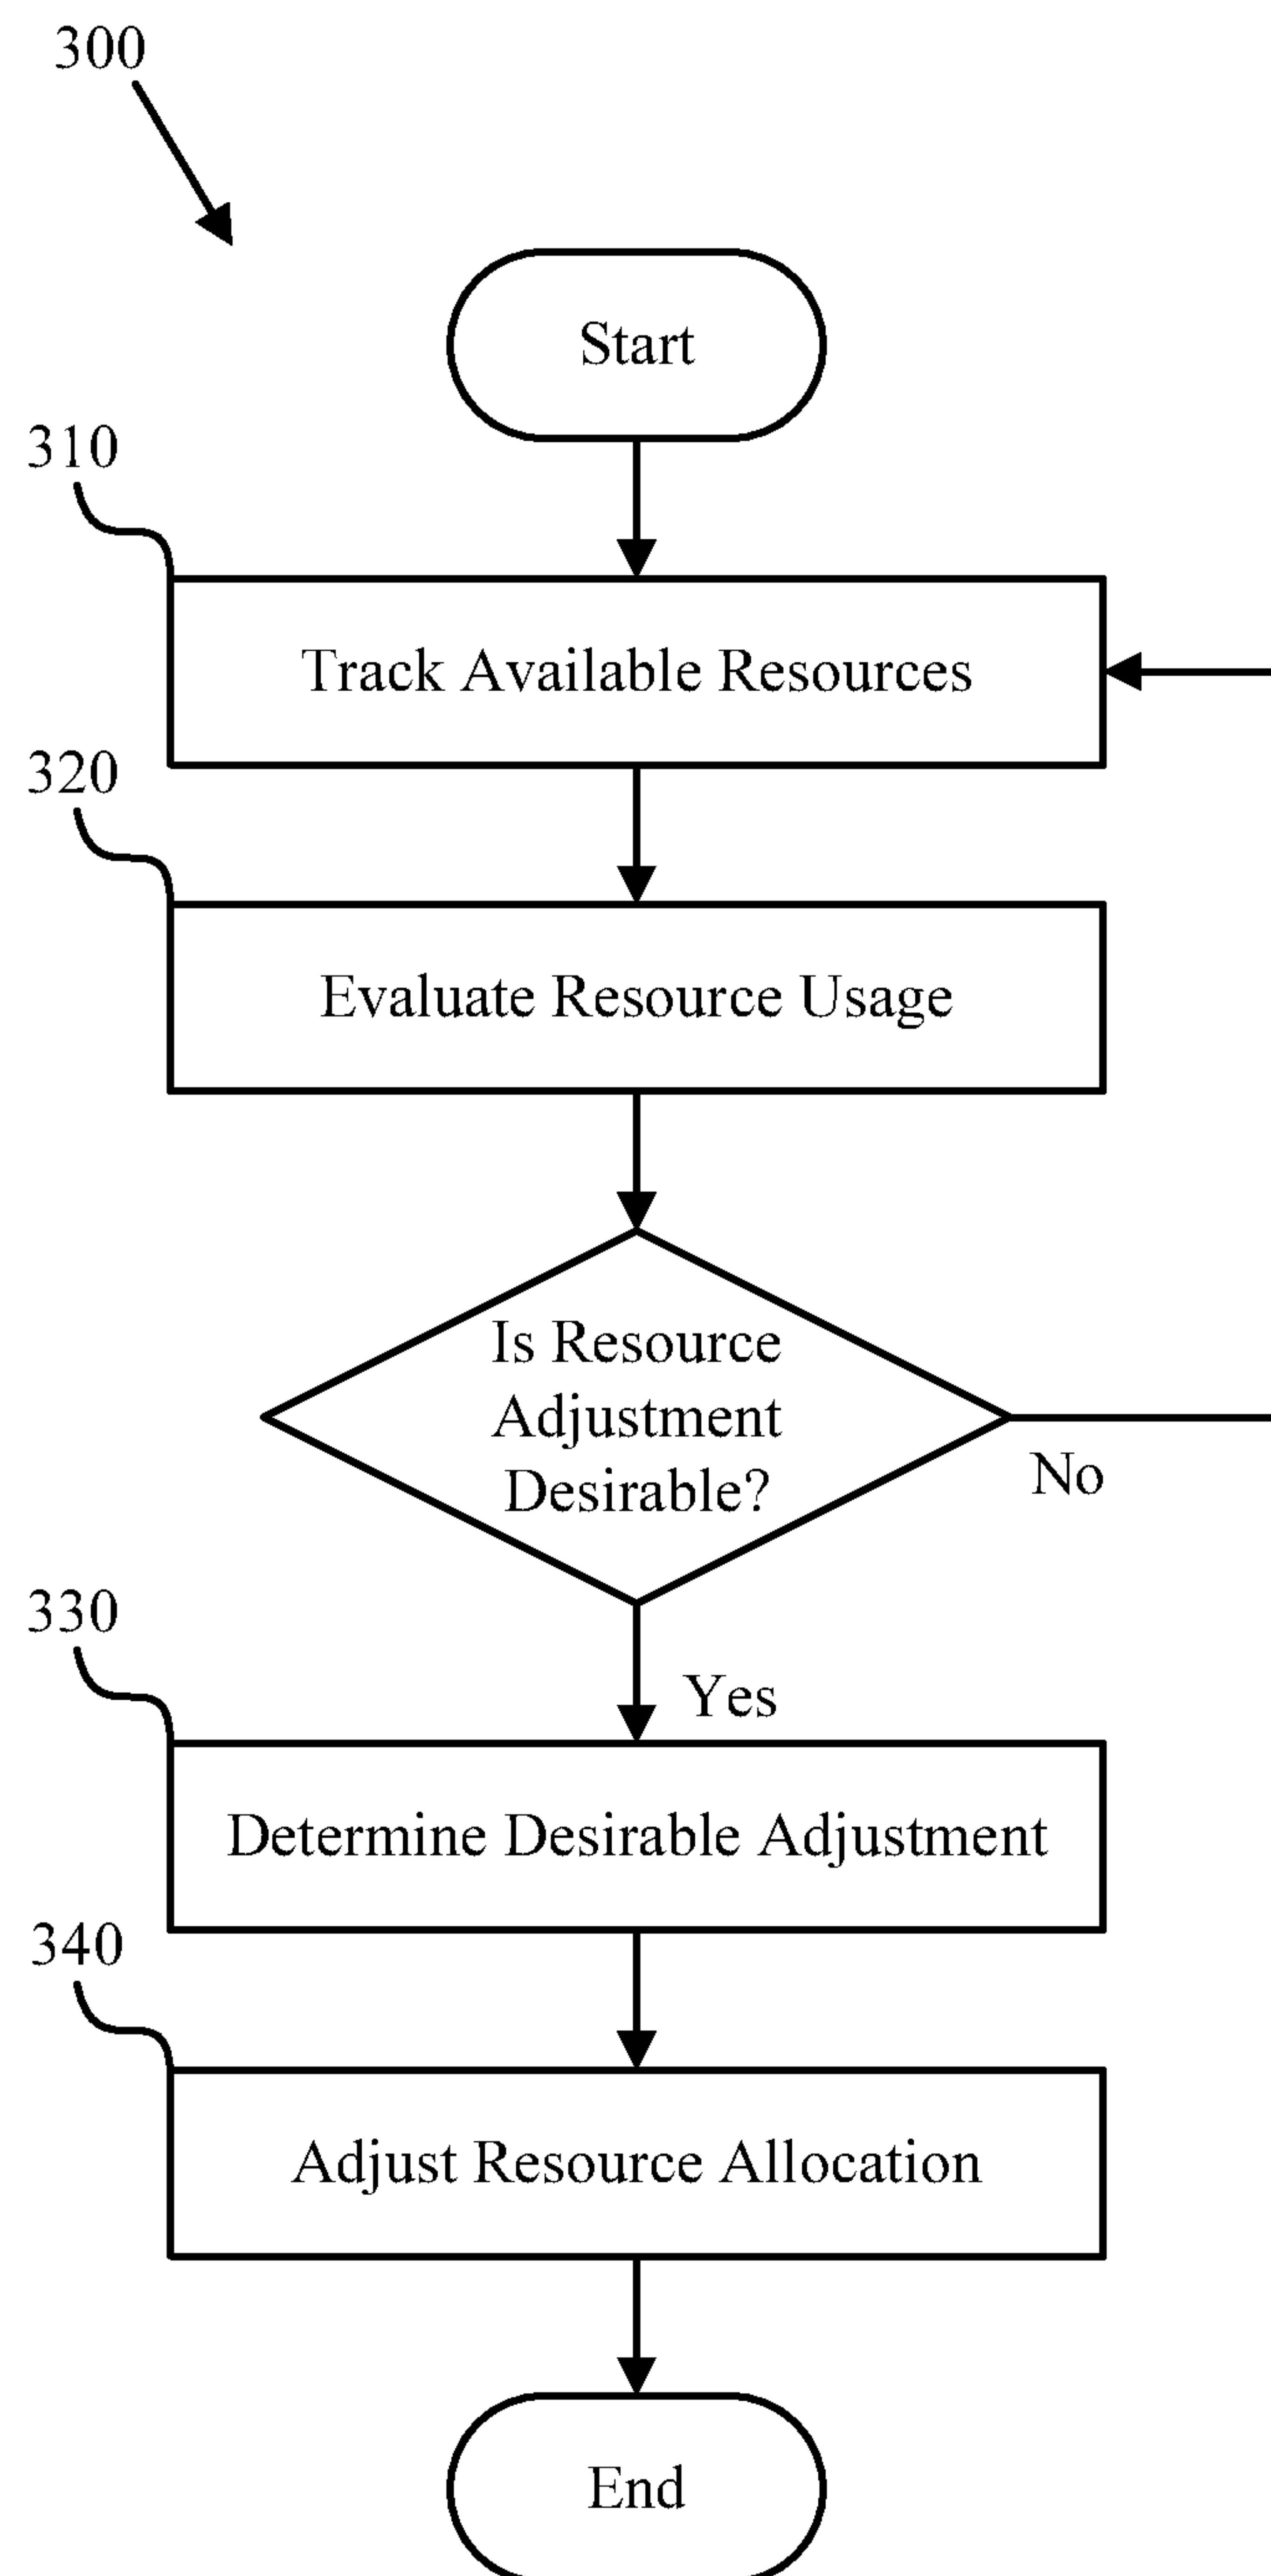 300
Start
310
Track Available Resources
320
Evaluate Resource Usage
Is Resource
Adjustment
Desirable?
No
330
Yes
Determine Desirable Adjustment
340
Adjust Resource Allocation
End